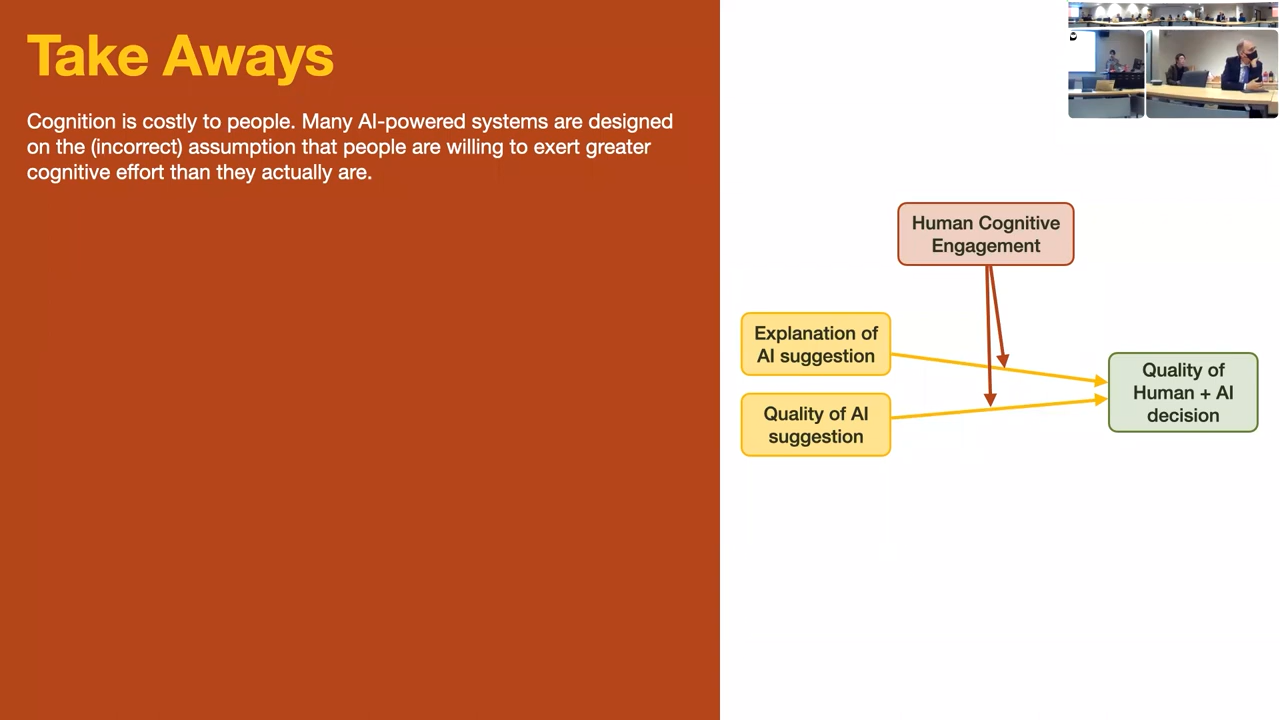 Take Aways
Cognition is costly to people. Many AI-powered systems are designed
on the (incorrect) assumption that people are willing to exert greater
cognitive effort than they actually are.
Human Cognitive
Engagement
Explanation of
AI suggestion
Quality of AI
suggestion
Quality of
Human + AI
decision